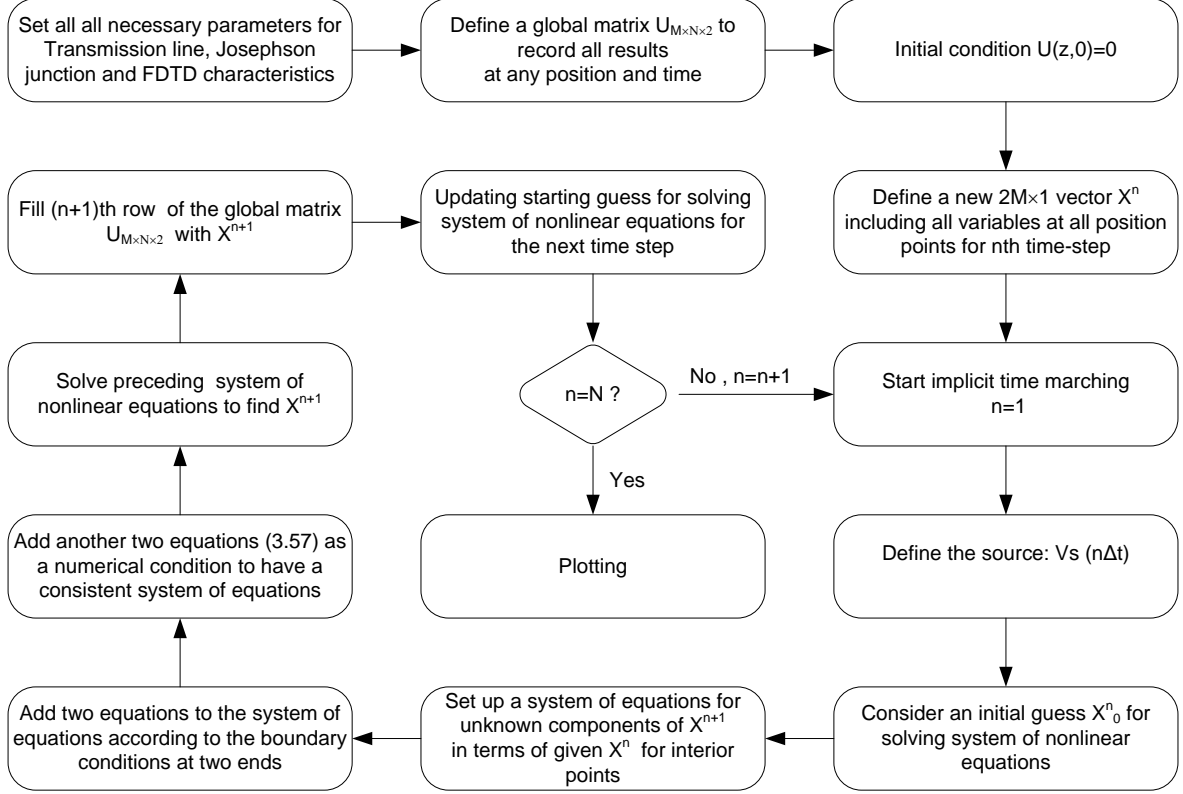 Set all all necessary parameters for
Transmission line, Josephson
junction and FDTD characteristics
Define a global matrix U_{M×N×2} to
record all results
at any position and time
Initial condition U(z,0)=0
Define a new 2M×1 vector X^n
including all variables at all position
points for nth time-step
Start implicit time marching
n=1
Define the source: Vs (nΔt)
Consider an initial guess X^n_0 for
solving system of nonlinear
equations
Set up a system of equations for
unknown components of X^{n+1}
in terms of given X^n for interior
points
Add two equations to the system of
equations according to the boundary
conditions at two ends
Add another two equations (3.57) as
a numerical condition to have a
consistent system of equations
Solve preceding system of
nonlinear equations to find X^{n+1}
Fill (n+1)th row of the global matrix
U_{M×N×2} with X^{n+1}
Updating starting guess for solving
system of nonlinear equations for
the next time step
n=N ?
No , n=n+1
Yes
Plotting